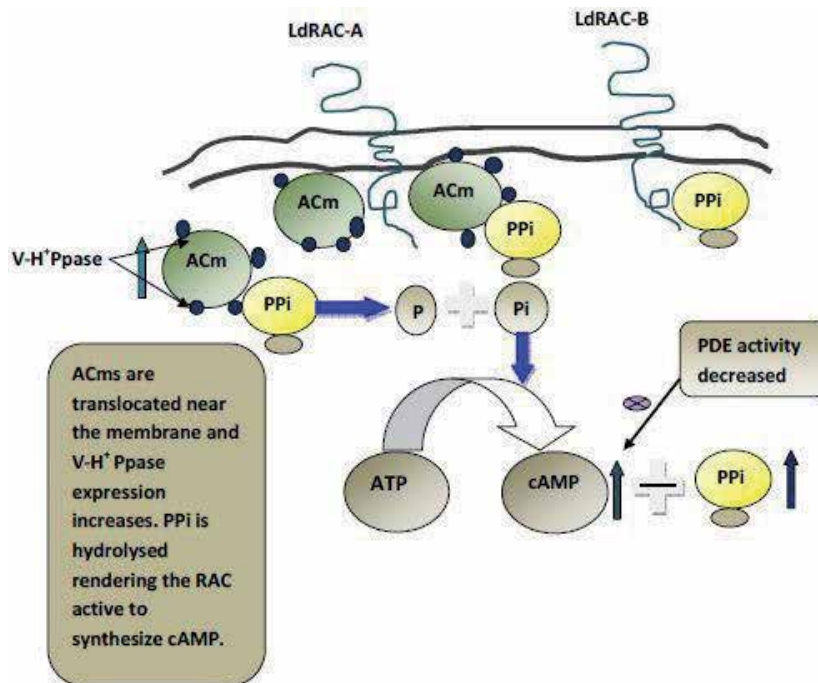 LdRAC-A
LdRAC-B
ACm
ACm
PPi
PPi
V-H⁺Ppase
ACm
PPi
P
Pi
PDE activity
decreased
ACms are
translocated near
the membrane and
V-H⁺ Ppase
expression
increases. PPi is
hydrolysed
rendering the RAC
active to
synthesize cAMP.
ATP
cAMP
PPi